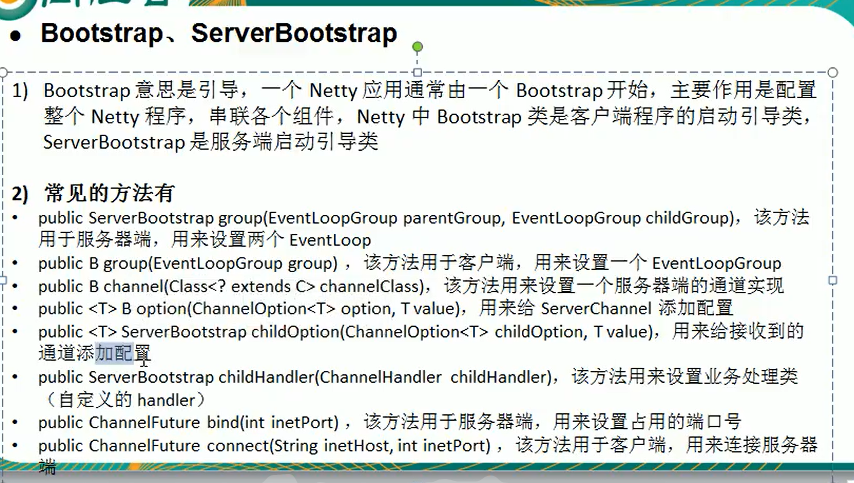 ● Bootstrap、ServerBootstrap
1) Bootstrap 意思是引导，一个 Netty 应用通常由一个 Bootstrap 开始，主要作用是配置
整个 Netty 程序，串联各个组件，Netty 中 Bootstrap 类是客户端程序的启动引导类，
ServerBootstrap 是服务端启动引导类
2) 常见的方法有
• public ServerBootstrap group(EventLoopGroup parentGroup, EventLoopGroup childGroup)，该方法
用于服务器端，用来设置两个 EventLoop
• public B group(EventLoopGroup group) ，该方法用于客户端，用来设置一个 EventLoopGroup
• public B channel(Class<? extends C> channelClass)，该方法用来设置一个服务器端的通道实现
• public <T> B option(ChannelOption<T> option, T value)，用来给 ServerChannel 添加配置
• public <T> ServerBootstrap childOption(ChannelOption<T> childOption, T value)，用来给接收到的
通道添加配置
• public ServerBootstrap childHandler(ChannelHandler childHandler)，该方法用来设置业务处理类
（自定义的 handler）
• public ChannelFuture bind(int inetPort) ，该方法用于服务器端，用来设置占用的端口号
• public ChannelFuture connect(String inetHost, int inetPort) ，该方法用于客户端，用来连接服务器
端